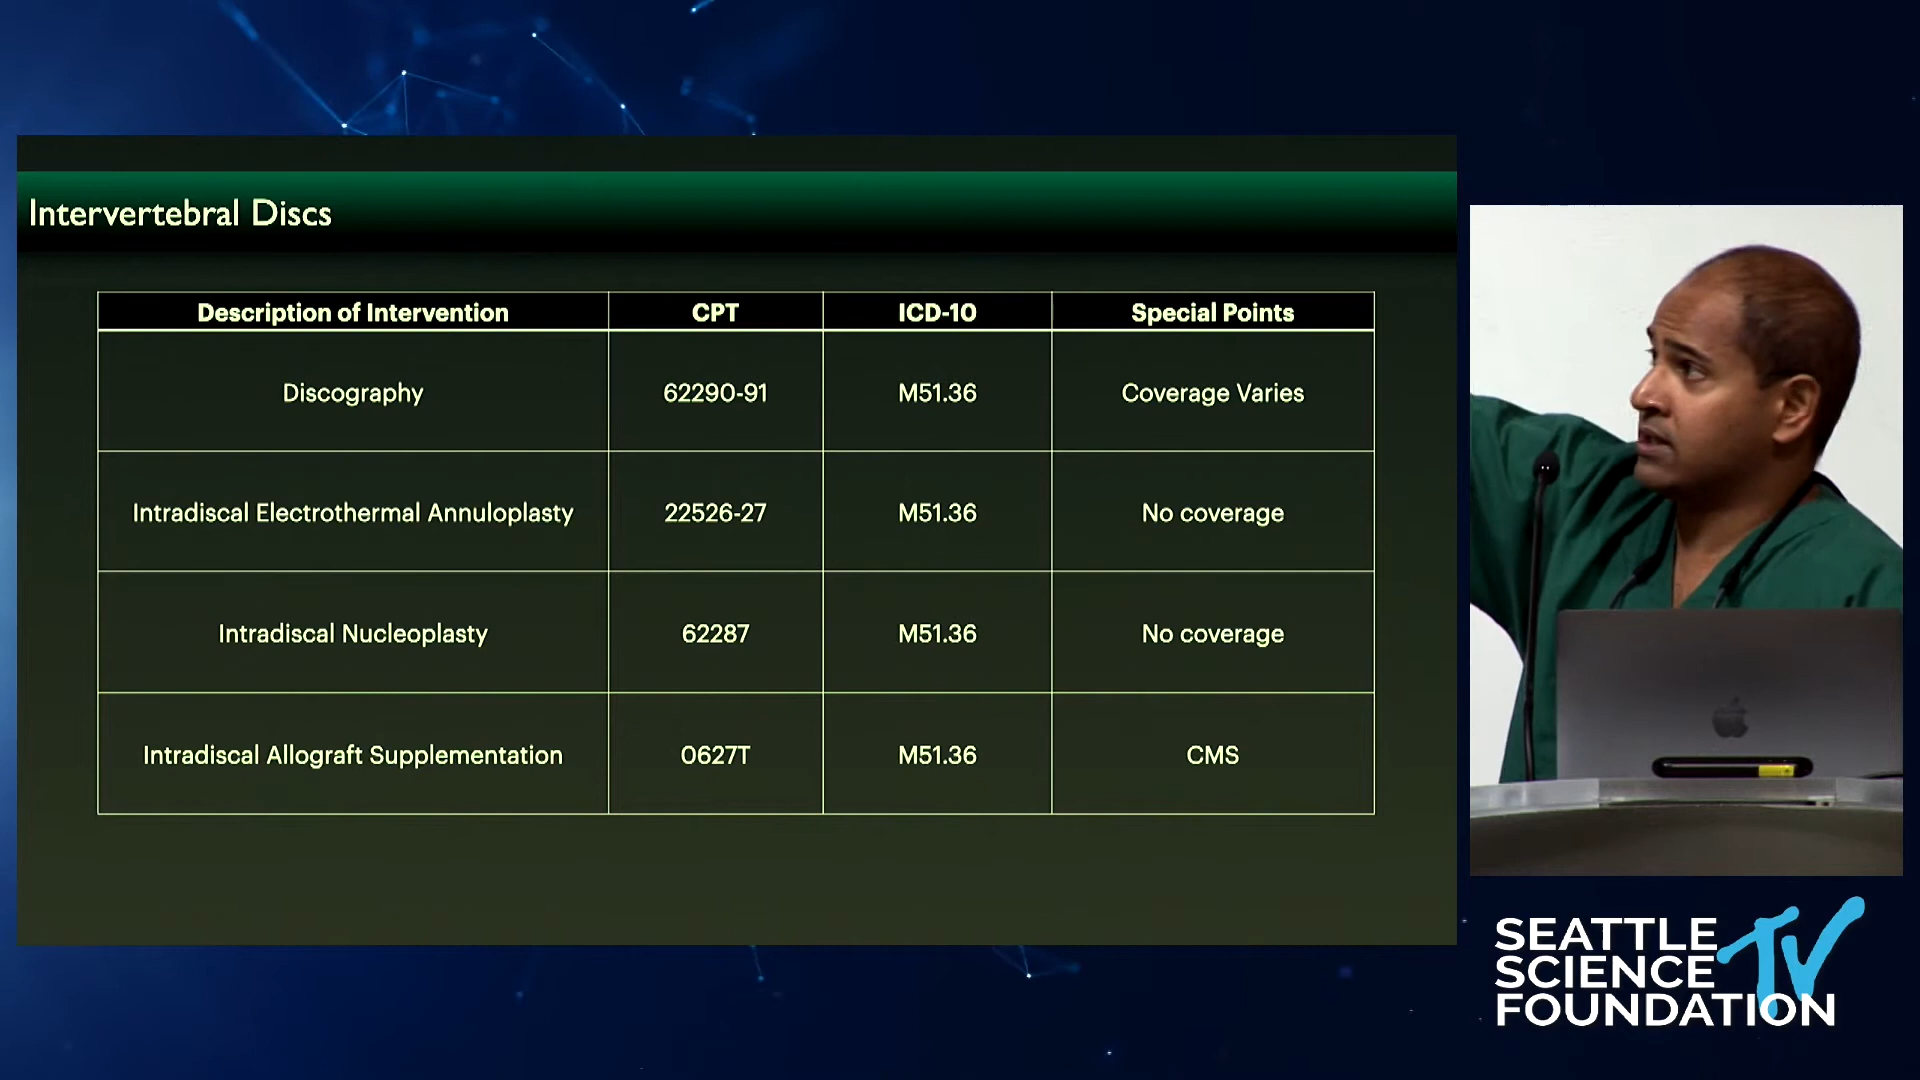 Intervertebral Discs
Description of Intervention CPT ICD-10 Special Points
Discography 62290-91 M51.36 Coverage Varies
Intradiscal Electrothermal Annuloplasty 22526-27 M51.36 No coverage
Intradiscal Nucleoplasty 62287 M51.36 No coverage
Intradiscal Allograft Supplementation 0627T M51.36 CMS
SEATTLE
SCIENCE
FOUNDATION
TV